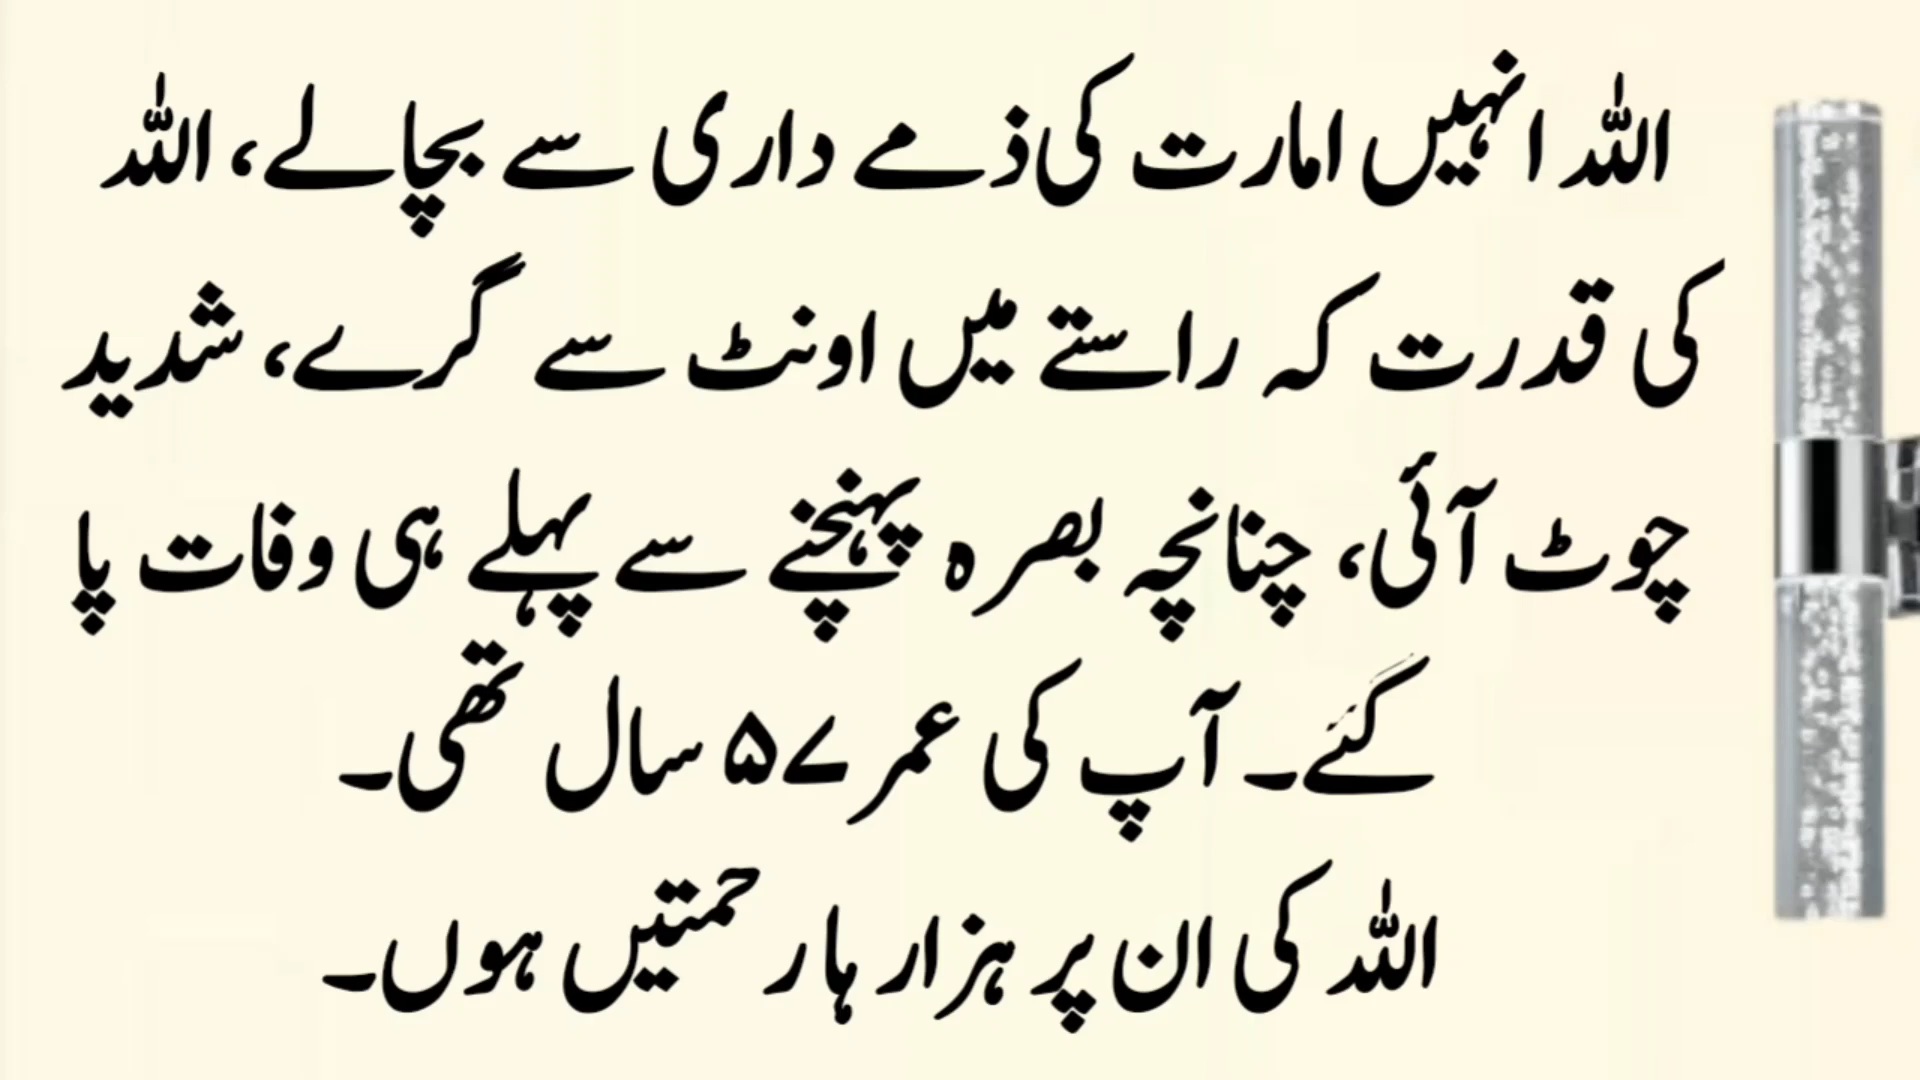 اللہ انہیں امارت کی ذمے داری سے بچالے، اللہ
کی قدرت کہ راستے میں اونٹ سے گرے، شدید
چوٹ آئی، چنانچہ بصرہ پہنچنے سے پہلے ہی وفات پا
گئے۔ آپ کی عمر ۵۷ سال تھی۔
اللہ کی ان پر ہزار ہا رحمتیں ہوں۔